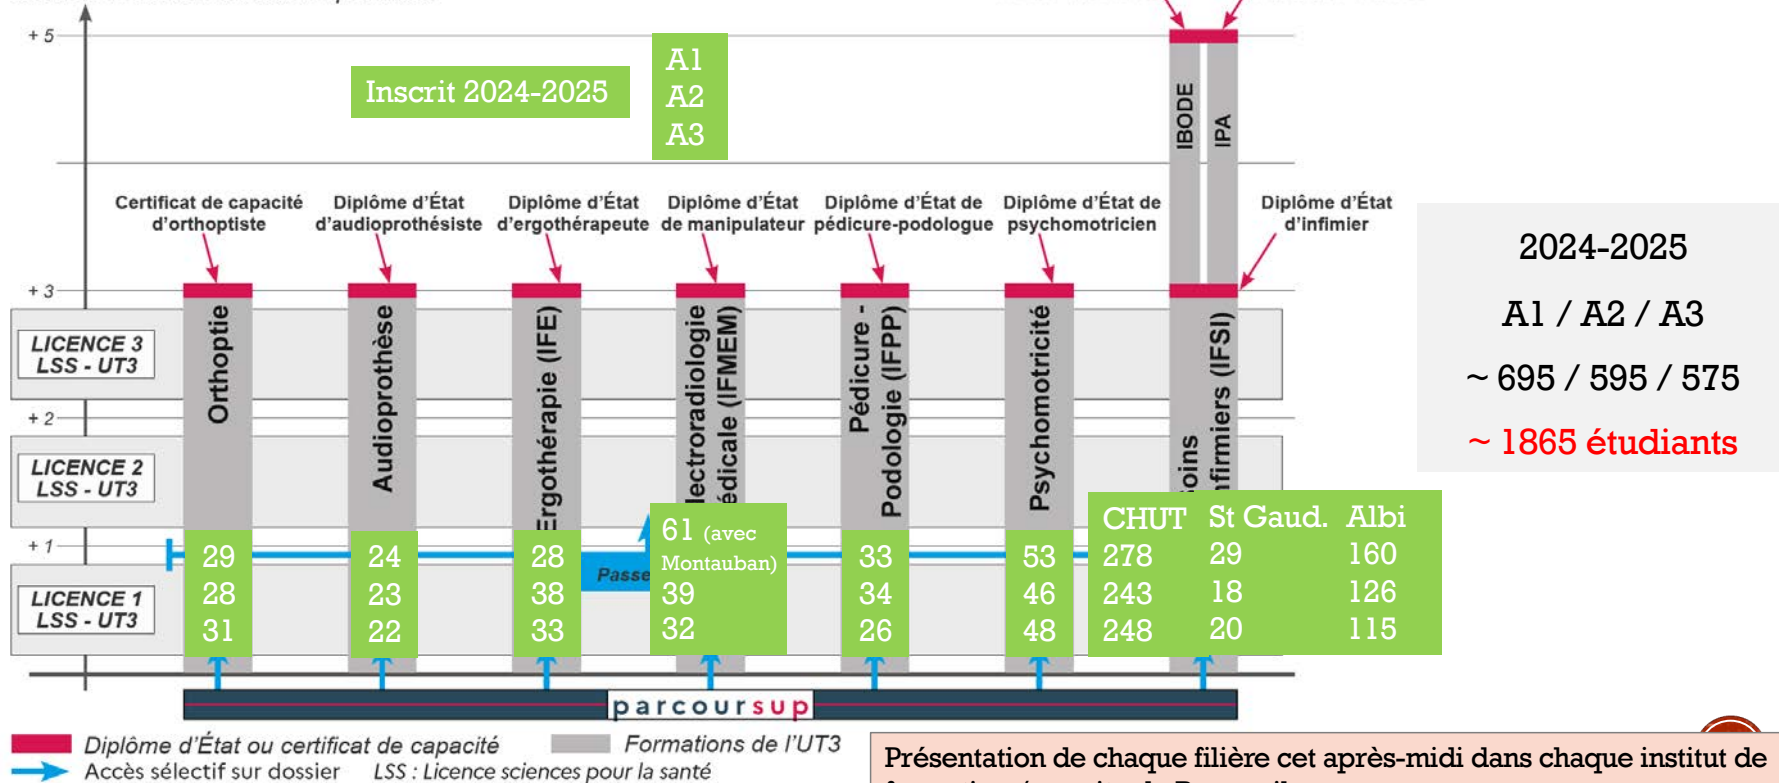 + 5
Inscrit 2024-2025
A1
A2
A3
IBODE
IPA
Certificat de capacité
d'orthoptiste
Diplôme d'État
d'audioprothésiste
Diplôme d'État
d'ergothérapeute
Diplôme d'État
de manipulateur
Diplôme d'État de
pédicure-podologue
Diplôme d'État de
psychomotricien
Diplôme d'État
d'infimier
2024-2025
A1 / A2 / A3
~ 695 / 595 / 575
~ 1865 étudiants
+ 3
LICENCE 3
LSS - UT3
+ 2
LICENCE 2
LSS - UT3
+ 1
LICENCE 1
LSS - UT3
Orthoptie
Audioprothèse
Ergothérapie (IFE)
lectroradiologie
édicale (IFMEM)
Pédicure -
Podologie (IFPP)
Psychomotricité
oins
nfirmiers (IFSI)
29
28
31
24
23
22
28
38
33
Passe
61 (avec
Montauban)
39
32
33
34
26
53
46
48
CHUT St Gaud. Albi
278 29 160
243 18 126
248 20 115
parcoursup
Diplôme d'État ou certificat de capacité
Formations de l'UT3
Accès sélectif sur dossier
LSS : Licence sciences pour la santé
Présentation de chaque filière cet après-midi dans chaque institut de